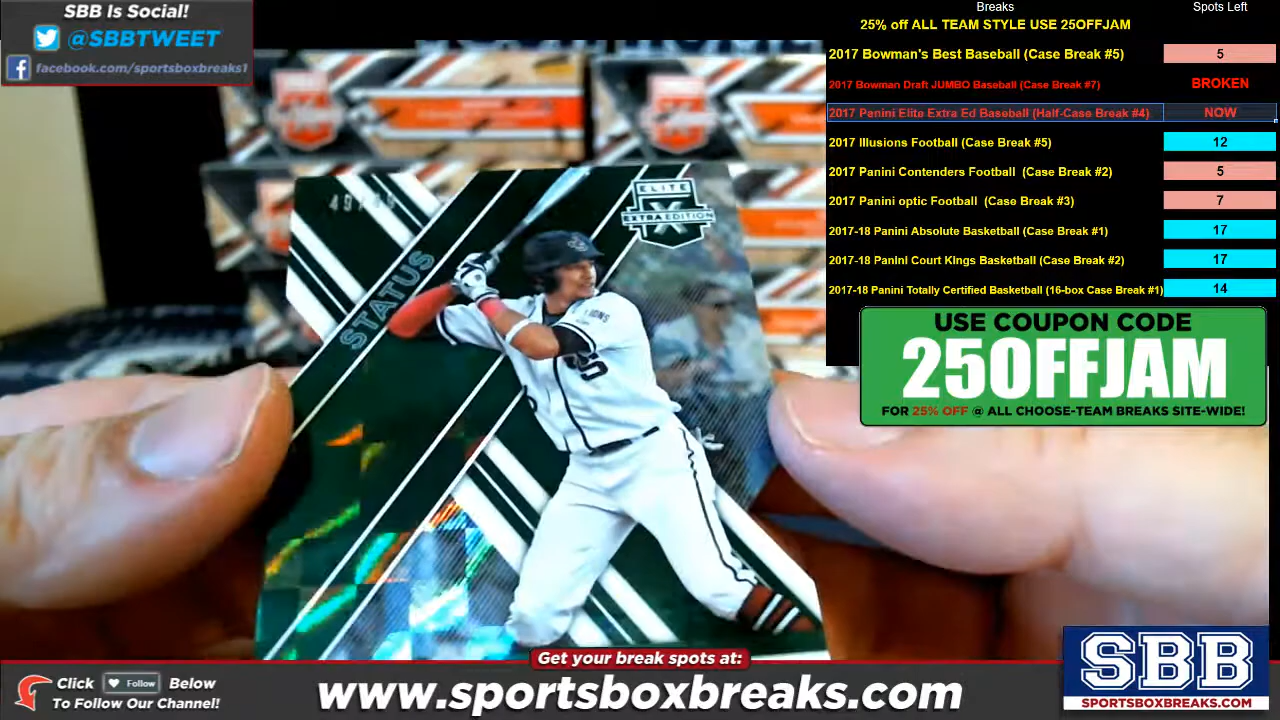 SBB Is Social!
@SBBTWEET
facebook.com/sportsboxbreaks1
Breaks
Spots Left
25% off ALL TEAM STYLE USE 25OFFJAM
2017 Bowman's Best Baseball (Case Break #5)
5
2017 Bowman Draft JUMBO Baseball (Case Break #7)
BROKEN
2017 Panini Elite Extra Ed Baseball (Half-Case Break #4)
NOW
2017 Illusions Football (Case Break #5)
12
2017 Panini Contenders Football (Case Break #2)
5
2017 Panini optic Football (Case Break #3)
7
2017-18 Panini Absolute Basketball (Case Break #1)
17
2017-18 Panini Court Kings Basketball (Case Break #2)
17
2017-18 Panini Totally Certified Basketball (16-box Case Break #1)
14
USE COUPON CODE
25OFFJAM
FOR 25% OFF @ ALL CHOOSE-TEAM BREAKS SITE-WIDE!
STATUS
ELITE
X
EXTRA EDITION
Get your break spots at:
Click Follow Below
To Follow Our Channel!
www.sportsboxbreaks.com
SBB
SPORTSBOXBREAKS.COM